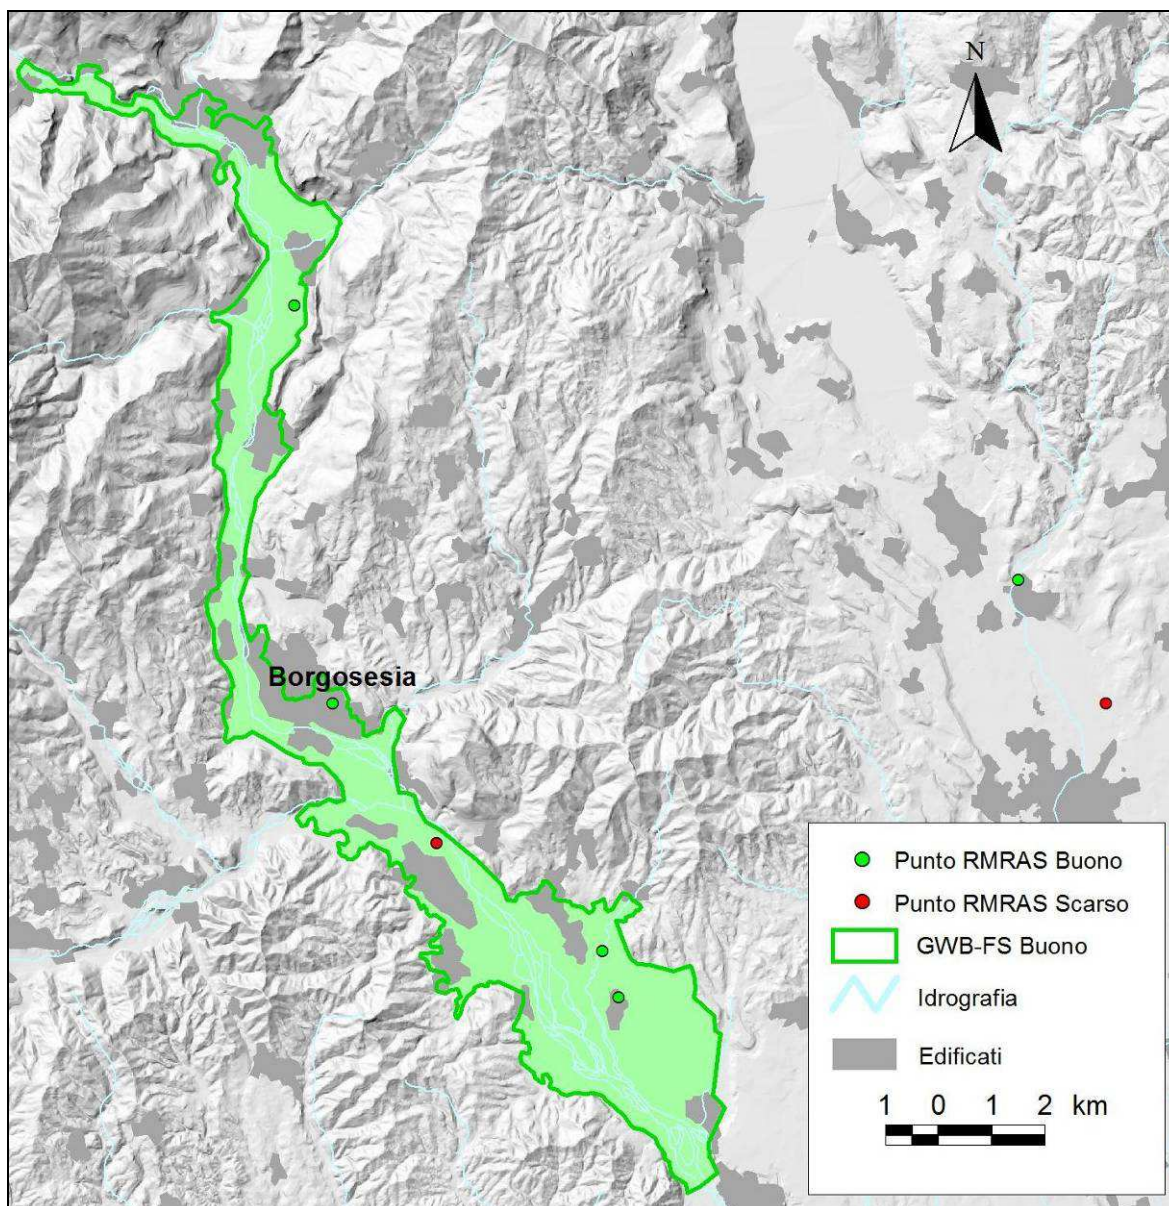 N
Borgosesia
Punto RMRAS Buono
Punto RMRAS Scarso
GWB-FS Buono
Idrografia
Edificati
1 0 1 2 km